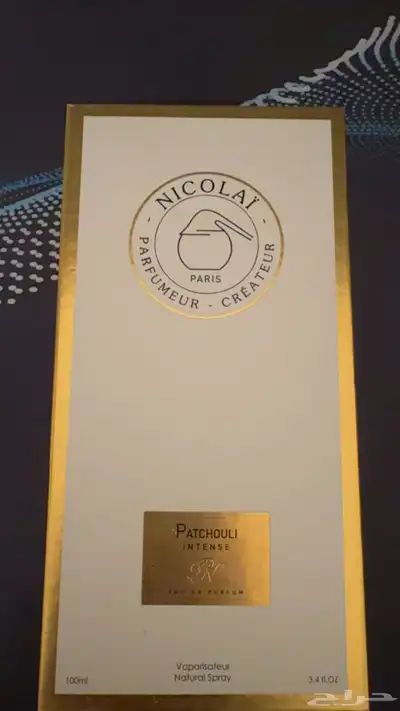 NICOLAÏ
PARFUMEUR - CRÉATEUR
PARIS
PATCHOULI
INTENSE
EAU DE PARFUM
Vaporisateur
Natural Spray
100ml
3.4 fl.OZ
حراج